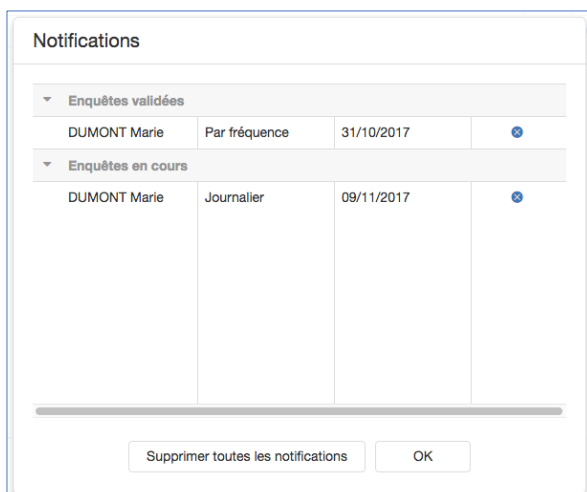 Notifications
Enquêtes validées
DUMONT Marie Par fréquence 31/10/2017
Enquêtes en cours
DUMONT Marie Journalier 09/11/2017
Supprimer toutes les notifications OK